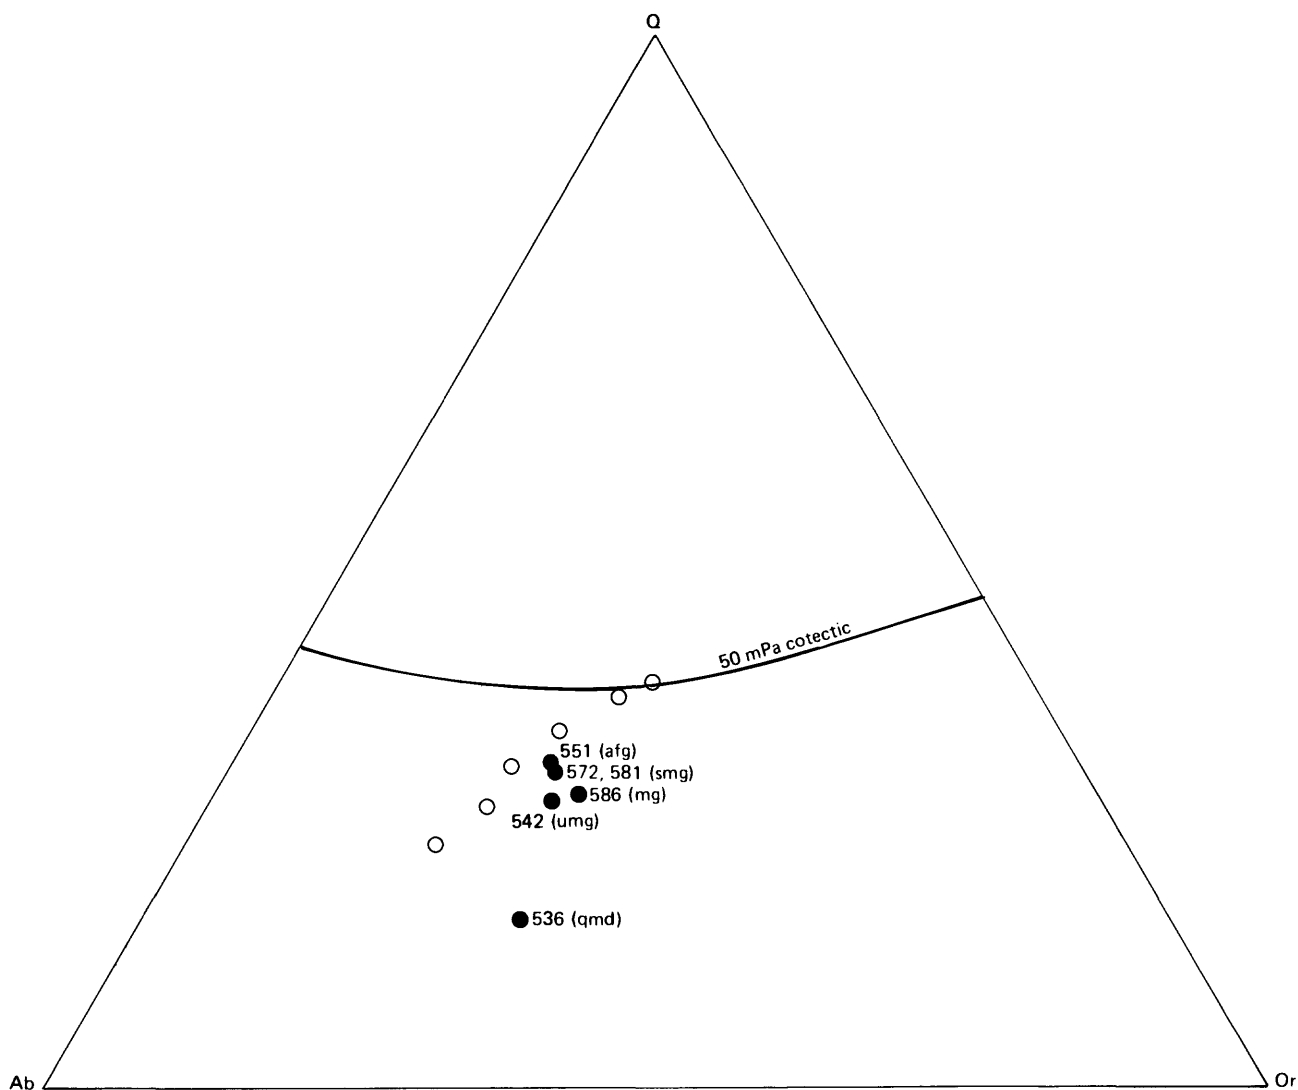 Q
50 mPa cotectic
551 (afg)
572, 581 (smg)
586 (mg)
542 (umg)
536 (qmd)
Ab
Or